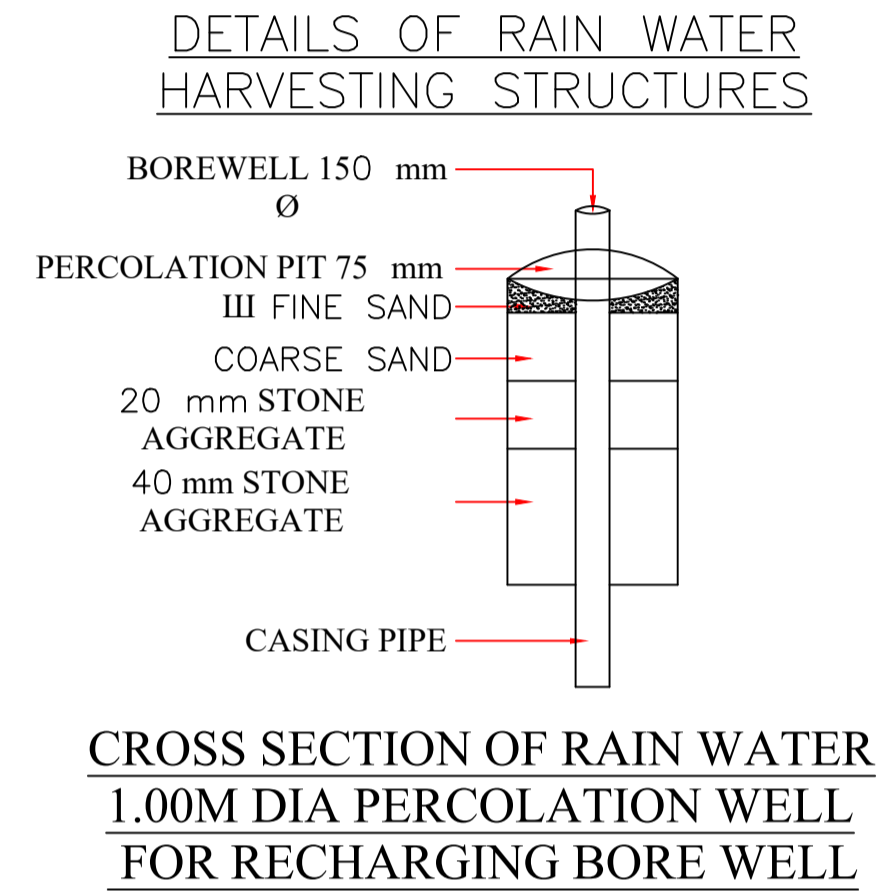 DETAILS OF RAIN WATER
HARVESTING STRUCTURES
BOREWELL 150 mm
Ø
PERCOLATION PIT 75 mm
III FINE SAND
COARSE SAND
20 mm STONE
AGGREGATE
40 mm STONE
AGGREGATE
CASING PIPE
CROSS SECTION OF RAIN WATER
1.00M DIA PERCOLATION WELL
FOR RECHARGING BORE WELL